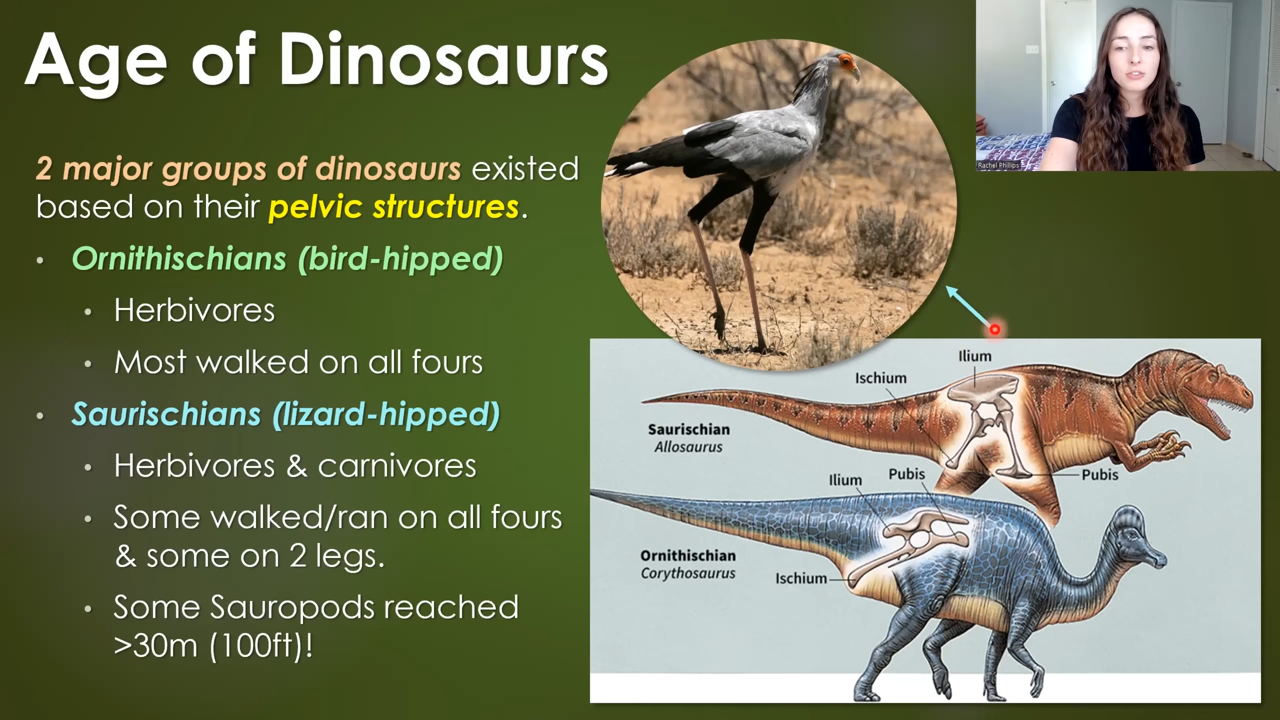 Age of Dinosaurs
2 major groups of dinosaurs existed
based on their pelvic structures.
• Ornithischians (bird-hipped)
• Herbivores
• Most walked on all fours
• Saurischians (lizard-hipped)
• Herbivores & carnivores
• Some walked/ran on all fours
& some on 2 legs.
• Some Sauropods reached
>30m (100ft)!
Rachel Phillips
Ilium
Ischium
Saurischian
Allosaurus
Pubis
Ilium
Pubis
Ornithischian
Corythosaurus
Ischium